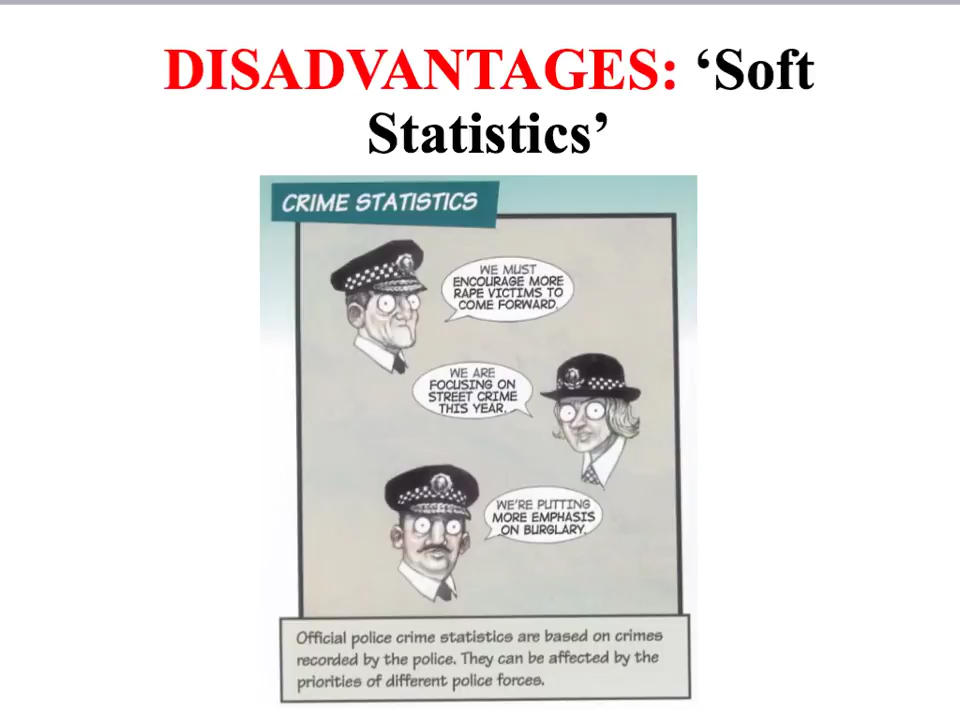 DISADVANTAGES: ‘Soft
Statistics’
CRIME STATISTICS
WE MUST
ENCOURAGE MORE
RAPE VICTIMS TO
COME FORWARD.
WE ARE
FOCUSING ON
STREET CRIME
THIS YEAR.
WE'RE PUTTING
MORE EMPHASIS
ON BURGLARY.
Official police crime statistics are based on crimes
recorded by the police. They can be affected by the
priorities of different police forces.